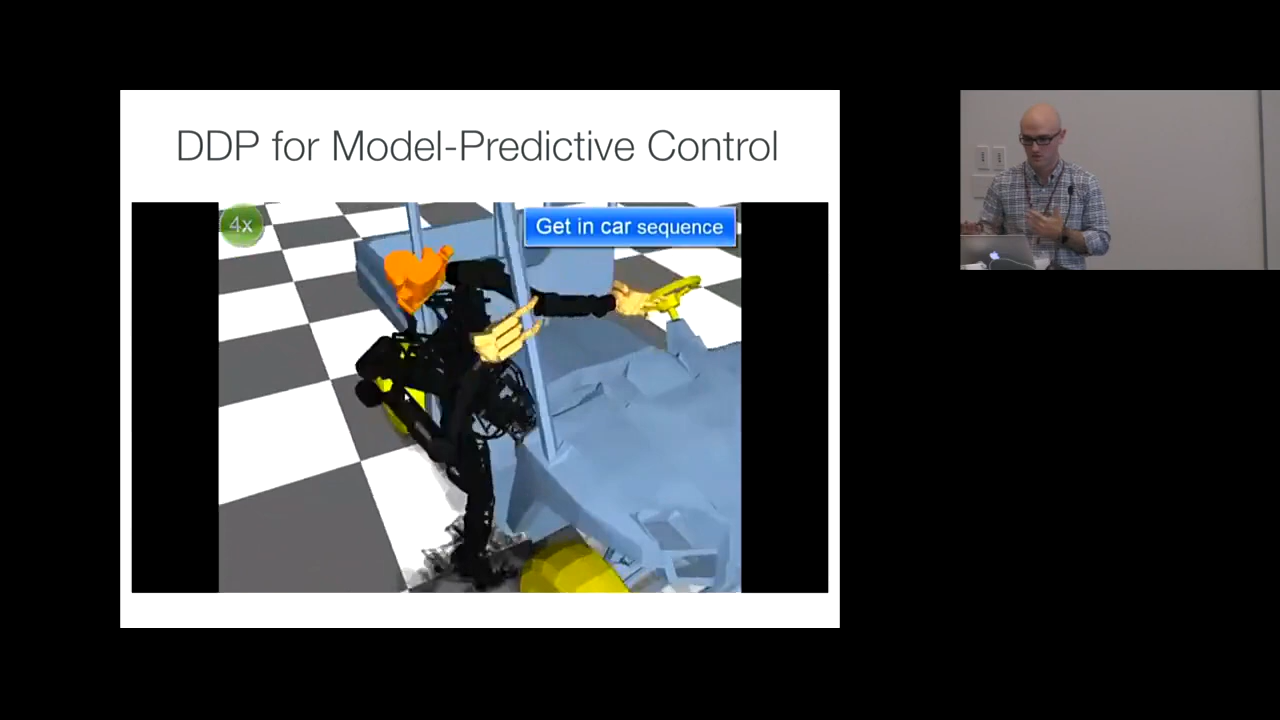 DDP for Model-Predictive Control
4x
Get in car sequence